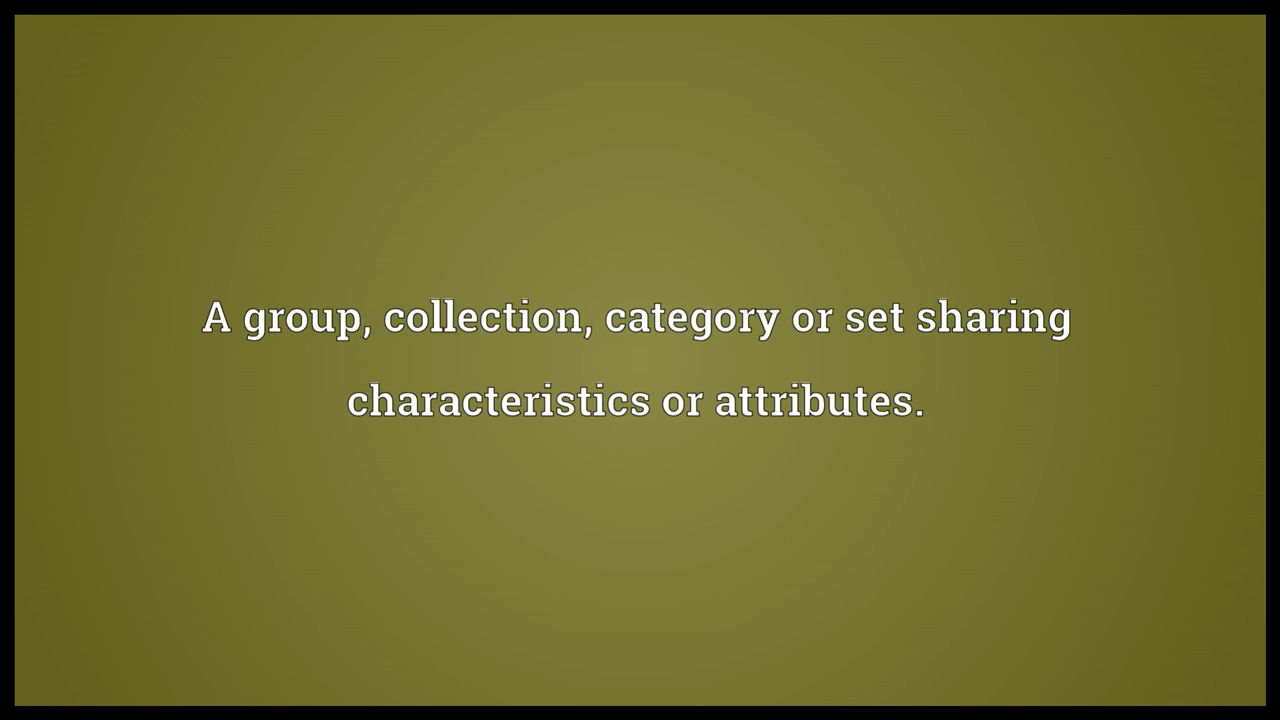 A group, collection, category or set sharing
characteristics or attributes.